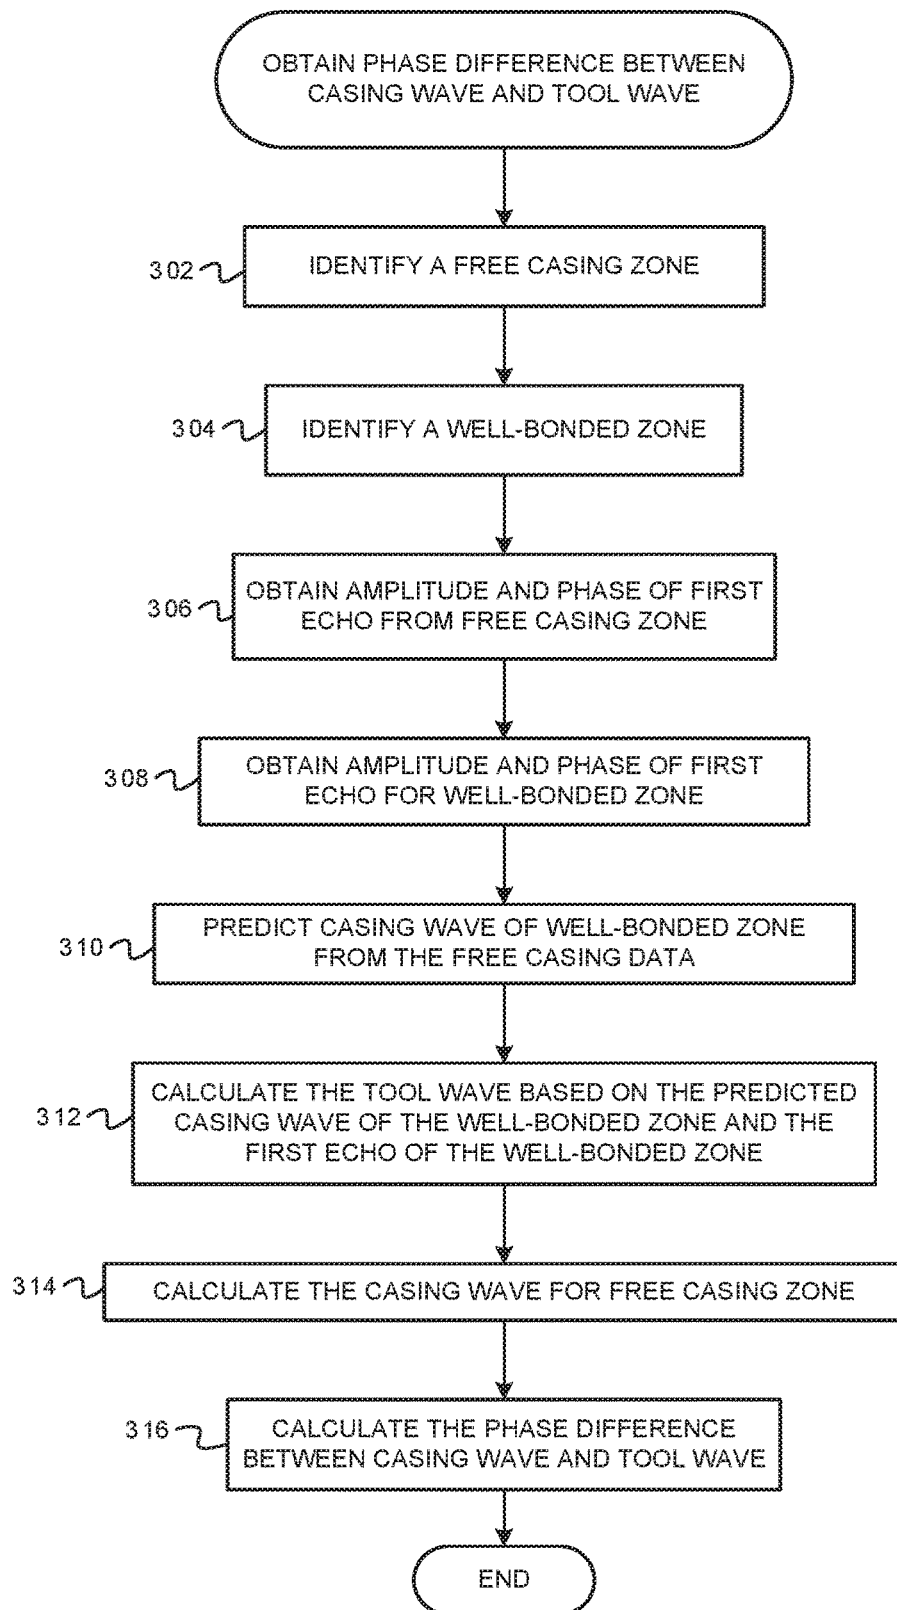 OBTAIN PHASE DIFFERENCE BETWEEN
CASING WAVE AND TOOL WAVE
302
IDENTIFY A FREE CASING ZONE
304
IDENTIFY A WELL-BONDED ZONE
306
OBTAIN AMPLITUDE AND PHASE OF FIRST
ECHO FROM FREE CASING ZONE
308
OBTAIN AMPLITUDE AND PHASE OF FIRST
ECHO FOR WELL-BONDED ZONE
310
PREDICT CASING WAVE OF WELL-BONDED ZONE
FROM THE FREE CASING DATA
312
CALCULATE THE TOOL WAVE BASED ON THE PREDICTED
CASING WAVE OF THE WELL-BONDED ZONE AND THE
FIRST ECHO OF THE WELL-BONDED ZONE
314
CALCULATE THE CASING WAVE FOR FREE CASING ZONE
316
CALCULATE THE PHASE DIFFERENCE
BETWEEN CASING WAVE AND TOOL WAVE
END